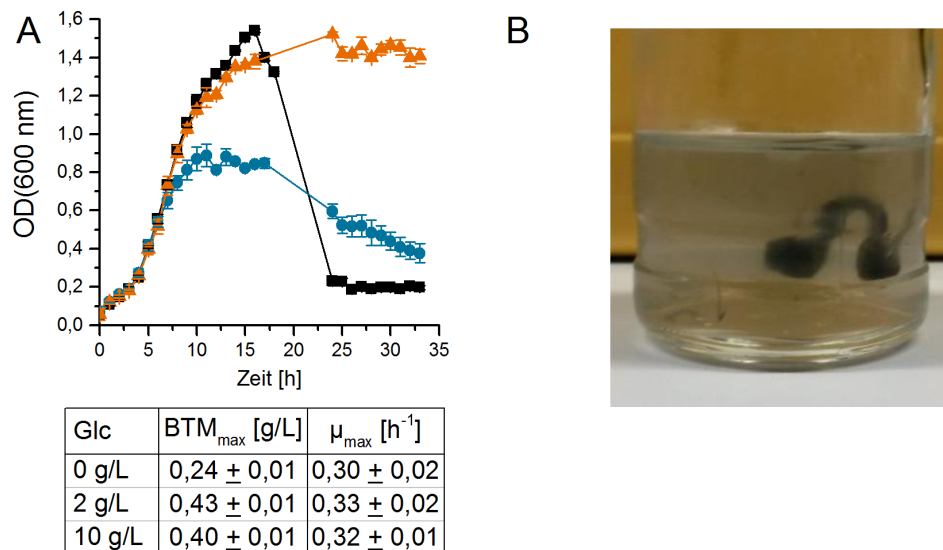 A
B
OD(600 nm)
1,6
1,4
1,2
1,0
0,8
0,6
0,4
0,2
0,0
0 5 10 15 20 25 30 35
Zeit [h]
Glc BTMmax [g/L] µmax [h-1]
0 g/L 0,24 ± 0,01 0,30 ± 0,02
2 g/L 0,43 ± 0,01 0,33 ± 0,02
10 g/L 0,40 ± 0,01 0,32 ± 0,01